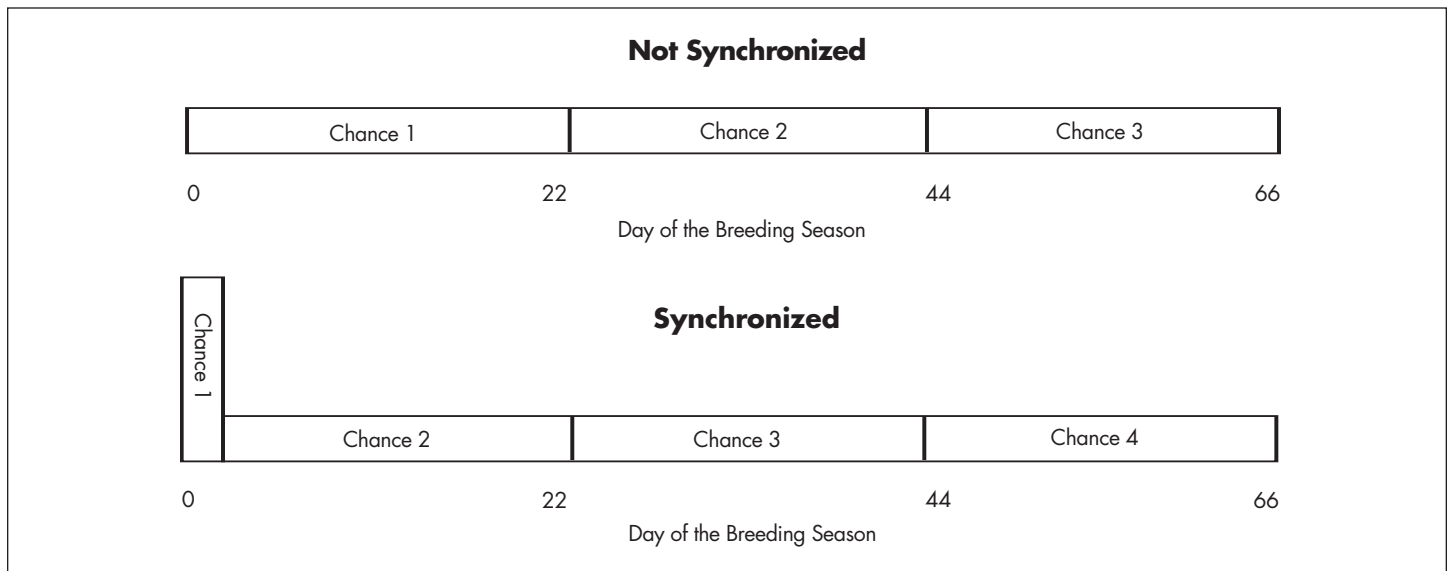 Not Synchronized
Chance 1 Chance 2 Chance 3
0 22 44 66
Day of the Breeding Season
Synchronized
Chance 1
Chance 2 Chance 3 Chance 4
0 22 44 66
Day of the Breeding Season